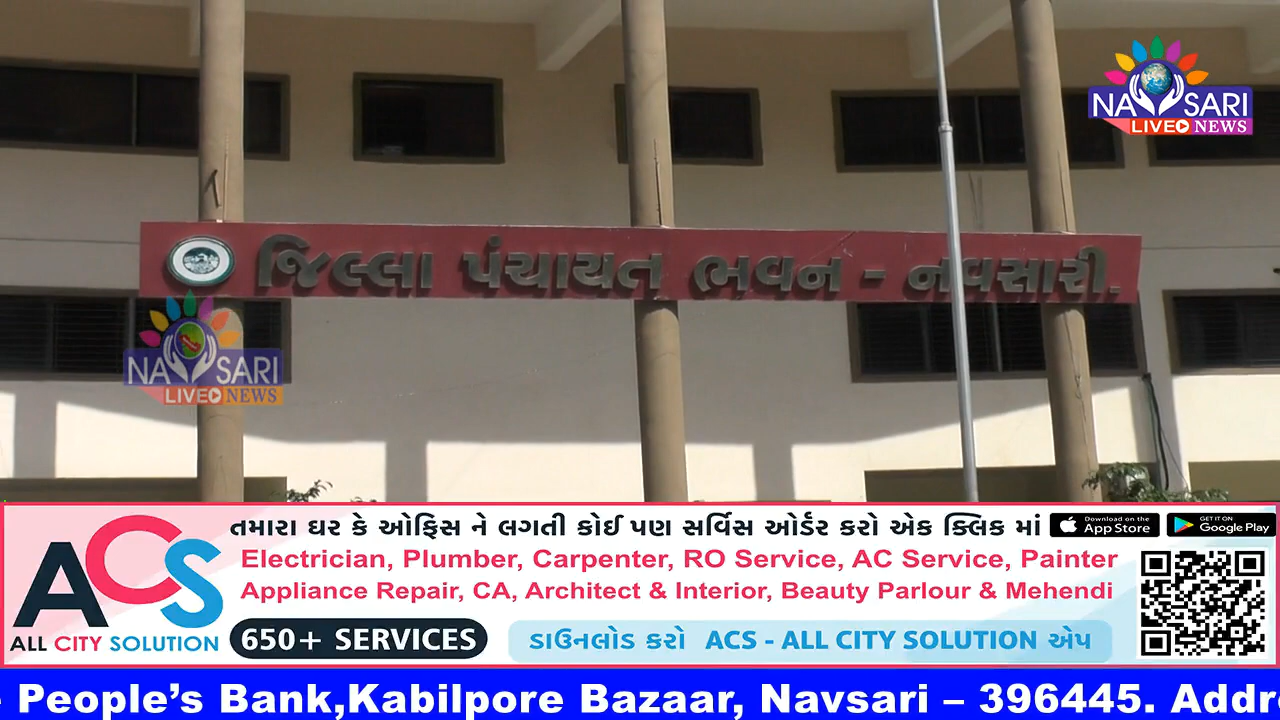 NAVSARI
LIVE NEWS
જિલ્લા પંચાયત ભવન - નવસારી.
NAVSARI
LIVE NEWS
ACS
ALL CITY SOLUTION
તમારા ઘર કે ઓફિસ ને લગતી કોઈ પણ સર્વિસ ઓર્ડર કરો એક ક્લિક માં
Download on the
App Store
GET IT ON
Google Play
Electrician, Plumber, Carpenter, RO Service, AC Service, Painter
Appliance Repair, CA, Architect & Interior, Beauty Parlour & Mehendi
650+ SERVICES
ડાઉનલોડ કરો ACS - ALL CITY SOLUTION એપ
People’s Bank,Kabilpore Bazaar, Navsari – 396445. Addr